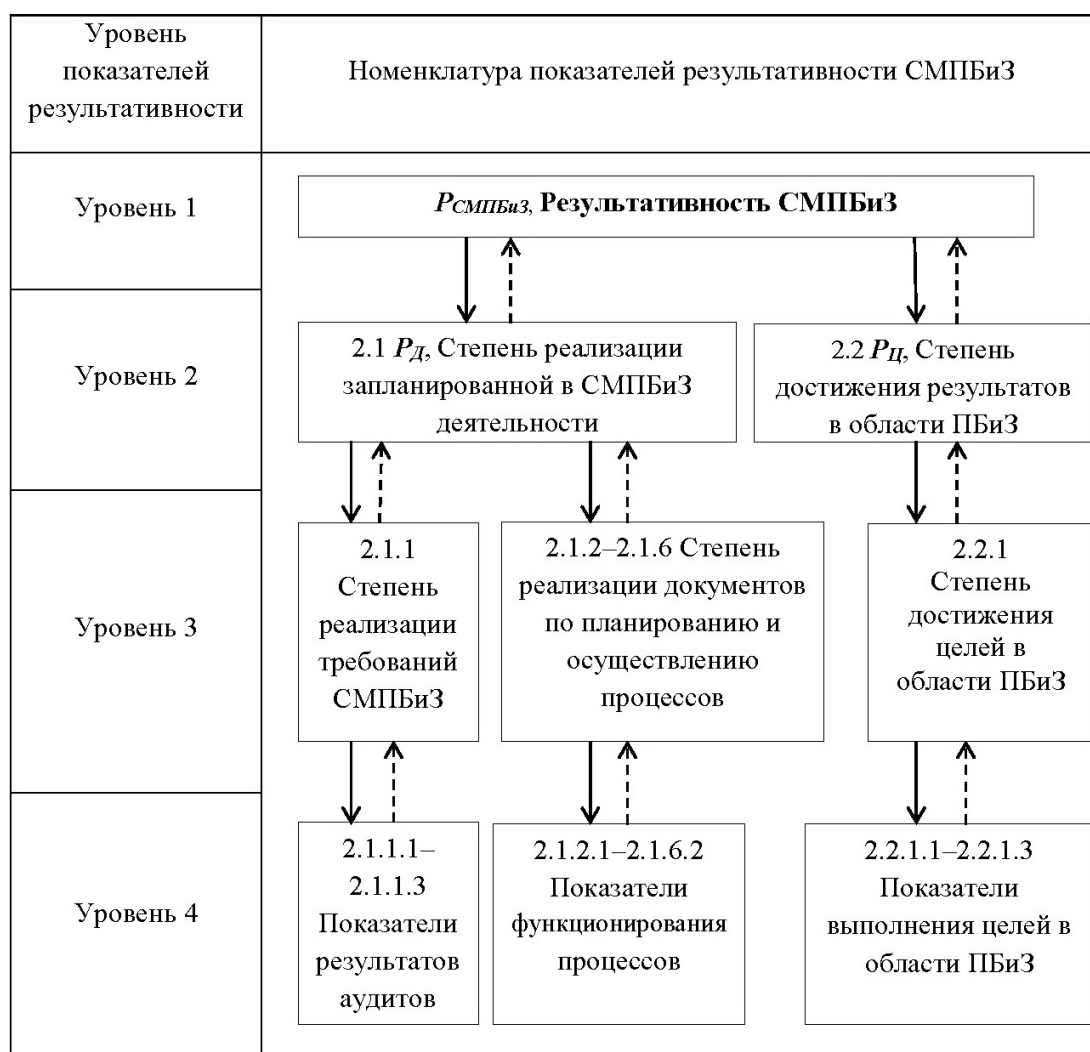 Уровень
показателей
результативности
Номенклатура показателей результативности СМПБиЗ
Уровень 1
PСМПБиЗ, Результативность СМПБиЗ
Уровень 2
2.1 PД, Степень реализации
запланированной в СМПБиЗ
деятельности
2.2 PЦ, Степень
достижения результатов
в области ПБиЗ
Уровень 3
2.1.1
Степень
реализации
требований
СМПБиЗ
2.1.2–2.1.6 Степень
реализации документов
по планированию и
осуществлению
процессов
2.2.1
Степень
достижения
целей в
области ПБиЗ
Уровень 4
2.1.1.1–
2.1.1.3
Показатели
результатов
аудитов
2.1.2.1–2.1.6.2
Показатели
функционирования
процессов
2.2.1.1–2.2.1.3
Показатели
выполнения целей в
области ПБиЗ